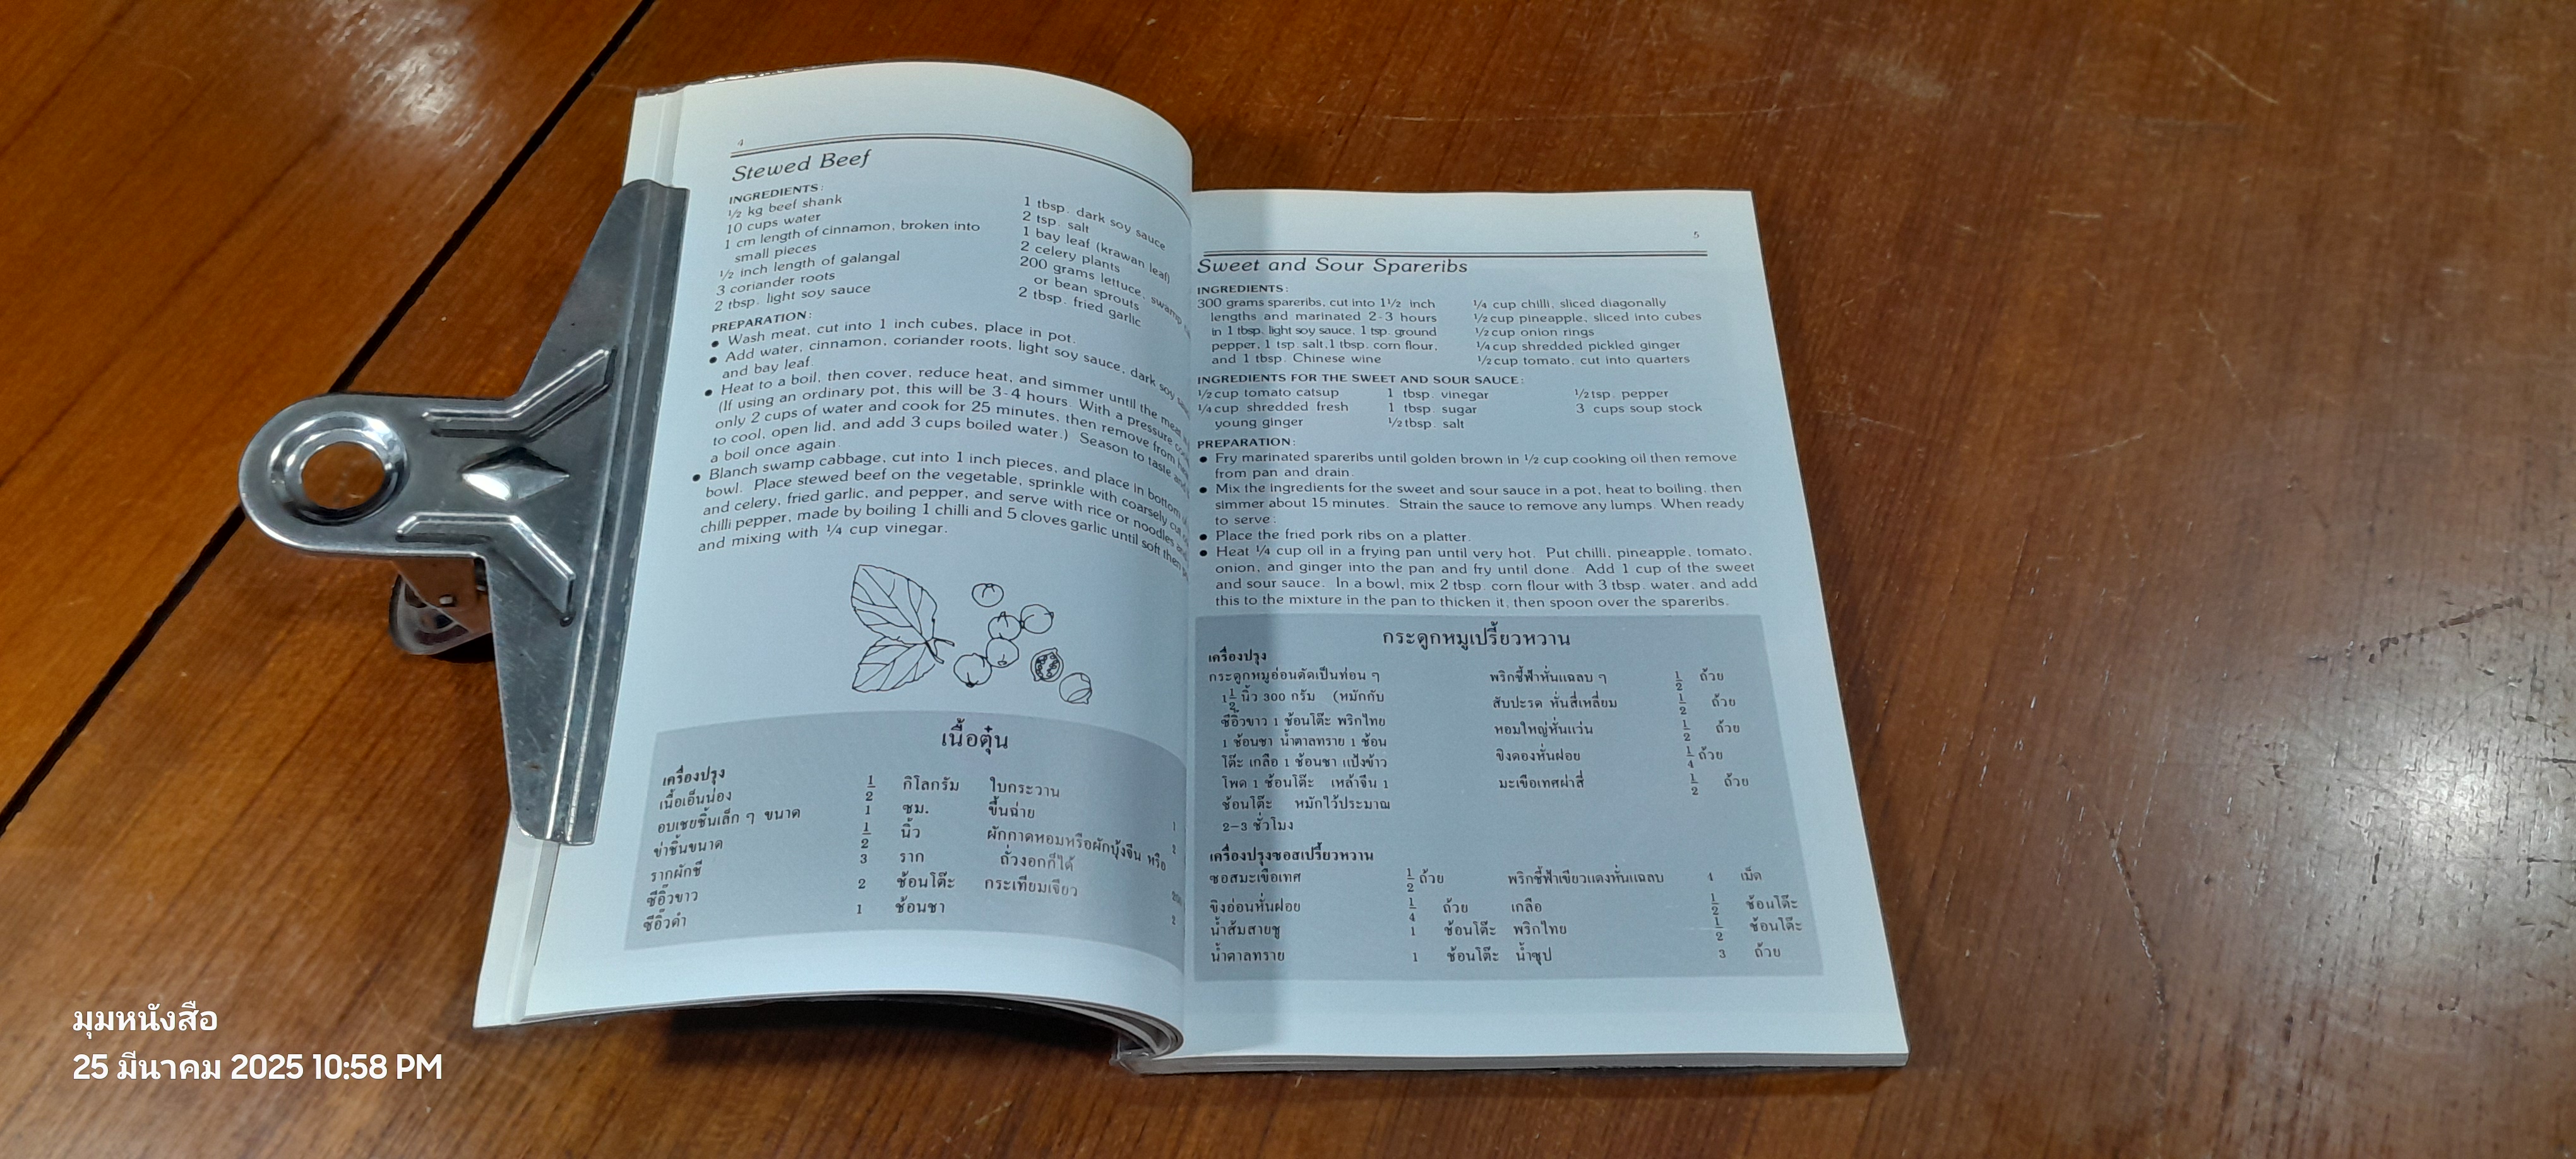 4
Stewed Beef
INGREDIENTS:
½ kg beef shank
10 cups water
1 cm length of cinnamon, broken into
small pieces
½ inch length of galangal
3 coriander roots
2 tbsp. light soy sauce
1 tbsp. dark soy sauce
2 tsp. salt
1 bay leaf (krawan leaf)
2 celery plants
200 grams lettuce, swamp
or bean sprouts
2 tbsp. fried garlic
PREPARATION:
• Wash meat, cut into 1 inch cubes, place in pot.
• Add water, cinnamon, coriander roots, light soy sauce, dark soy
and bay leaf.
• Heat to a boil, then cover, reduce heat, and simmer until the meat
(If using an ordinary pot, this will be 3-4 hours. With a pressure
only 2 cups of water and cook for 25 minutes, then remove from
to cool, open lid, and add 3 cups boiled water.) Season to taste, and
a boil once again.
• Blanch swamp cabbage, cut into 1 inch pieces, and place in bottom
bowl. Place stewed beef on the vegetable, sprinkle with coarsely cut
and celery, fried garlic, and pepper, and serve with rice or noodles
chilli pepper, made by boiling 1 chilli and 5 cloves garlic until soft then
and mixing with ¼ cup vinegar.
เนื้อตุ๋น
เครื่องปรุง
เนื้อเอ็นน่อง ½ กิโลกรัม ใบกระวาน
อบเชยชิ้นเล็ก ๆ ขนาด 1 ซม. ขึ้นฉ่าย 1
ข่าชิ้นขนาด ½ นิ้ว ผักกาดหอมหรือผักบุ้งจีน หรือ 2
รากผักชี 3 ราก ถั่วงอกก็ได้
ซีอิ๊วขาว 2 ช้อนโต๊ะ กระเทียมเจียว 200
ซีอิ๊วดำ 1 ช้อนชา 2
5
Sweet and Sour Spareribs
INGREDIENTS:
300 grams spareribs, cut into 1½ inch
lengths and marinated 2-3 hours
in 1 tbsp. light soy sauce, 1 tsp. ground
pepper, 1 tsp. salt, 1 tbsp. corn flour,
and 1 tbsp. Chinese wine
¼ cup chilli, sliced diagonally
½ cup pineapple, sliced into cubes
½ cup onion rings
¼ cup shredded pickled ginger
½ cup tomato, cut into quarters
INGREDIENTS FOR THE SWEET AND SOUR SAUCE:
½ cup tomato catsup 1 tbsp. vinegar ½ tsp. pepper
¼ cup shredded fresh 1 tbsp. sugar 3 cups soup stock
young ginger ½ tbsp. salt
PREPARATION:
• Fry marinated spareribs until golden brown in ½ cup cooking oil then remove
from pan and drain.
• Mix the ingredients for the sweet and sour sauce in a pot, heat to boiling, then
simmer about 15 minutes. Strain the sauce to remove any lumps. When ready
to serve:
• Place the fried pork ribs on a platter.
• Heat ¼ cup oil in a frying pan until very hot. Put chilli, pineapple, tomato,
onion, and ginger into the pan and fry until done. Add 1 cup of the sweet
and sour sauce. In a bowl, mix 2 tbsp. corn flour with 3 tbsp. water, and add
this to the mixture in the pan to thicken it, then spoon over the spareribs.
กระดูกหมูเปรี้ยวหวาน
เครื่องปรุง
กระดูกหมูอ่อนตัดเป็นท่อน ๆ
1½ นิ้ว 300 กรัม (หมักกับ
ซีอิ๊วขาว 1 ช้อนโต๊ะ พริกไทย
1 ช้อนชา น้ำตาลทราย 1 ช้อน
โต๊ะ เกลือ 1 ช้อนชา แป้งข้าว
โพด 1 ช้อนโต๊ะ เหล้าจีน 1
ช้อนโต๊ะ หมักไว้ประมาณ
2-3 ชั่วโมง
พริกชี้ฟ้าหั่นแฉลบ ๆ ½ ถ้วย
สับปะรด หั่นสี่เหลี่ยม ½ ถ้วย
หอมใหญ่หั่นแว่น ½ ถ้วย
ขิงดองหั่นฝอย ¼ ถ้วย
มะเขือเทศผ่าสี่ ½ ถ้วย
เครื่องปรุงซอสเปรี้ยวหวาน
ซอสมะเขือเทศ ½ ถ้วย พริกชี้ฟ้าเขียวแดงหั่นแฉลบ 4 เม็ด
ขิงอ่อนหั่นฝอย ¼ ถ้วย เกลือ ½ ช้อนโต๊ะ
น้ำส้มสายชู 1 ช้อนโต๊ะ พริกไทย ½ ช้อนโต๊ะ
น้ำตาลทราย 1 ช้อนโต๊ะ น้ำซุป 3 ถ้วย
มุมหนังสือ
25 มีนาคม 2025 10:58 PM